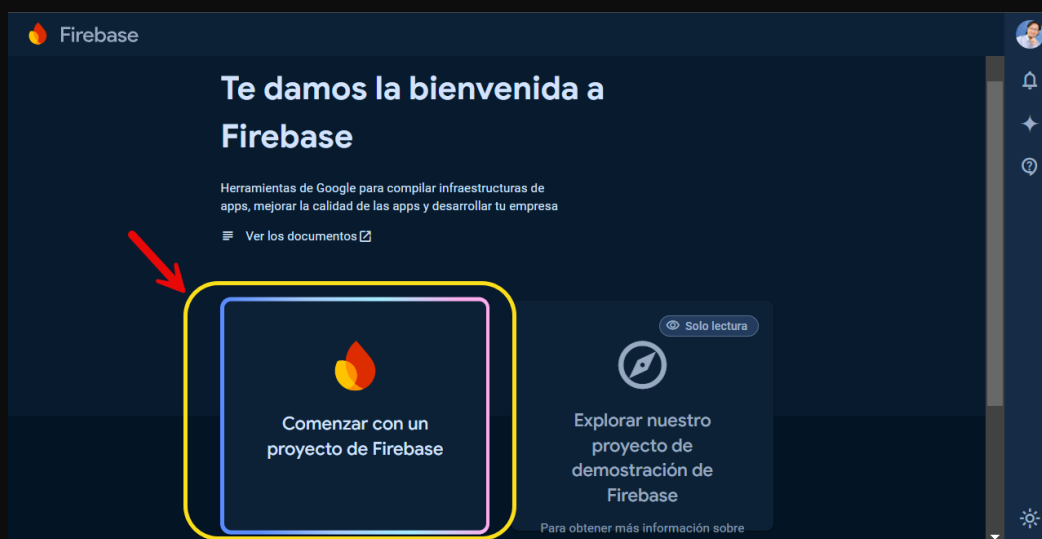 Firebase
Te damos la bienvenida a
Firebase
Herramientas de Google para compilar infraestructuras de
apps, mejorar la calidad de las apps y desarrollar tu empresa
Ver los documentos
Comenzar con un
proyecto de Firebase
Solo lectura
Explorar nuestro
proyecto de
demostración de
Firebase
Para obtener más información sobre